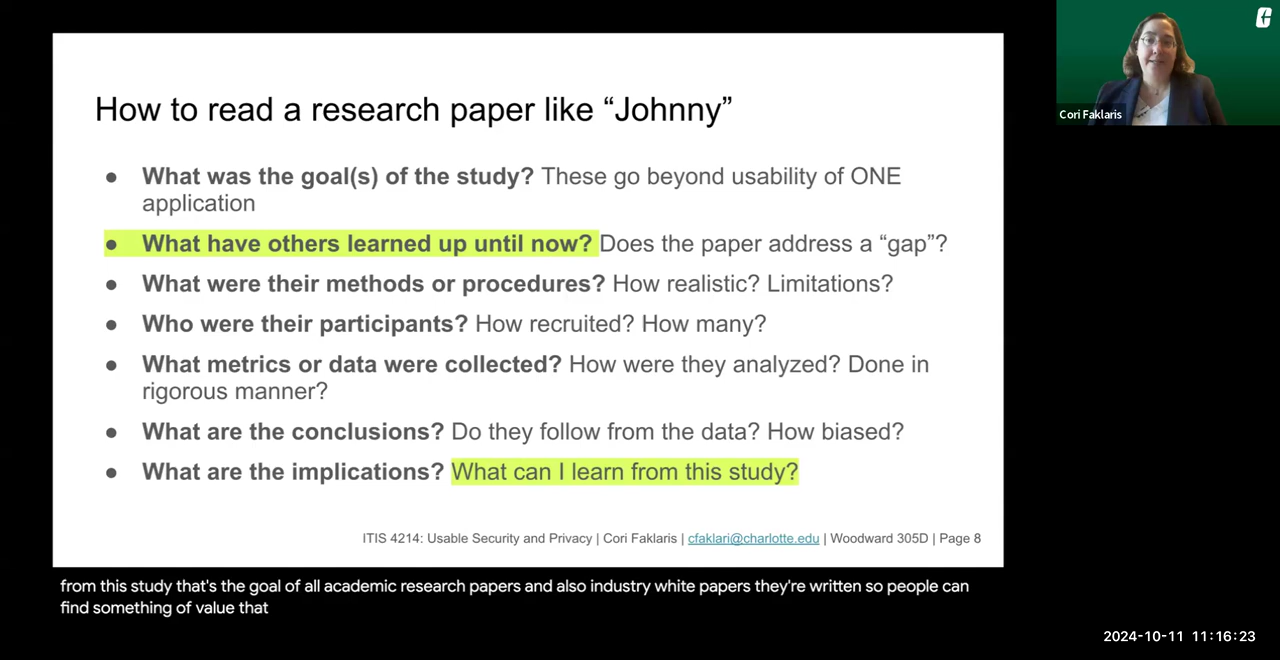 How to read a research paper like “Johnny”
● What was the goal(s) of the study? These go beyond usability of ONE
application
● What have others learned up until now? Does the paper address a “gap”?
● What were their methods or procedures? How realistic? Limitations?
● Who were their participants? How recruited? How many?
● What metrics or data were collected? How were they analyzed? Done in
rigorous manner?
● What are the conclusions? Do they follow from the data? How biased?
● What are the implications? What can I learn from this study?
ITIS 4214: Usable Security and Privacy | Cori Faklaris | cfaklari@charlotte.edu | Woodward 305D | Page 8
Cori Faklaris
from this study that's the goal of all academic research papers and also industry white papers they're written so people can
find something of value that
2024-10-11 11:16:23